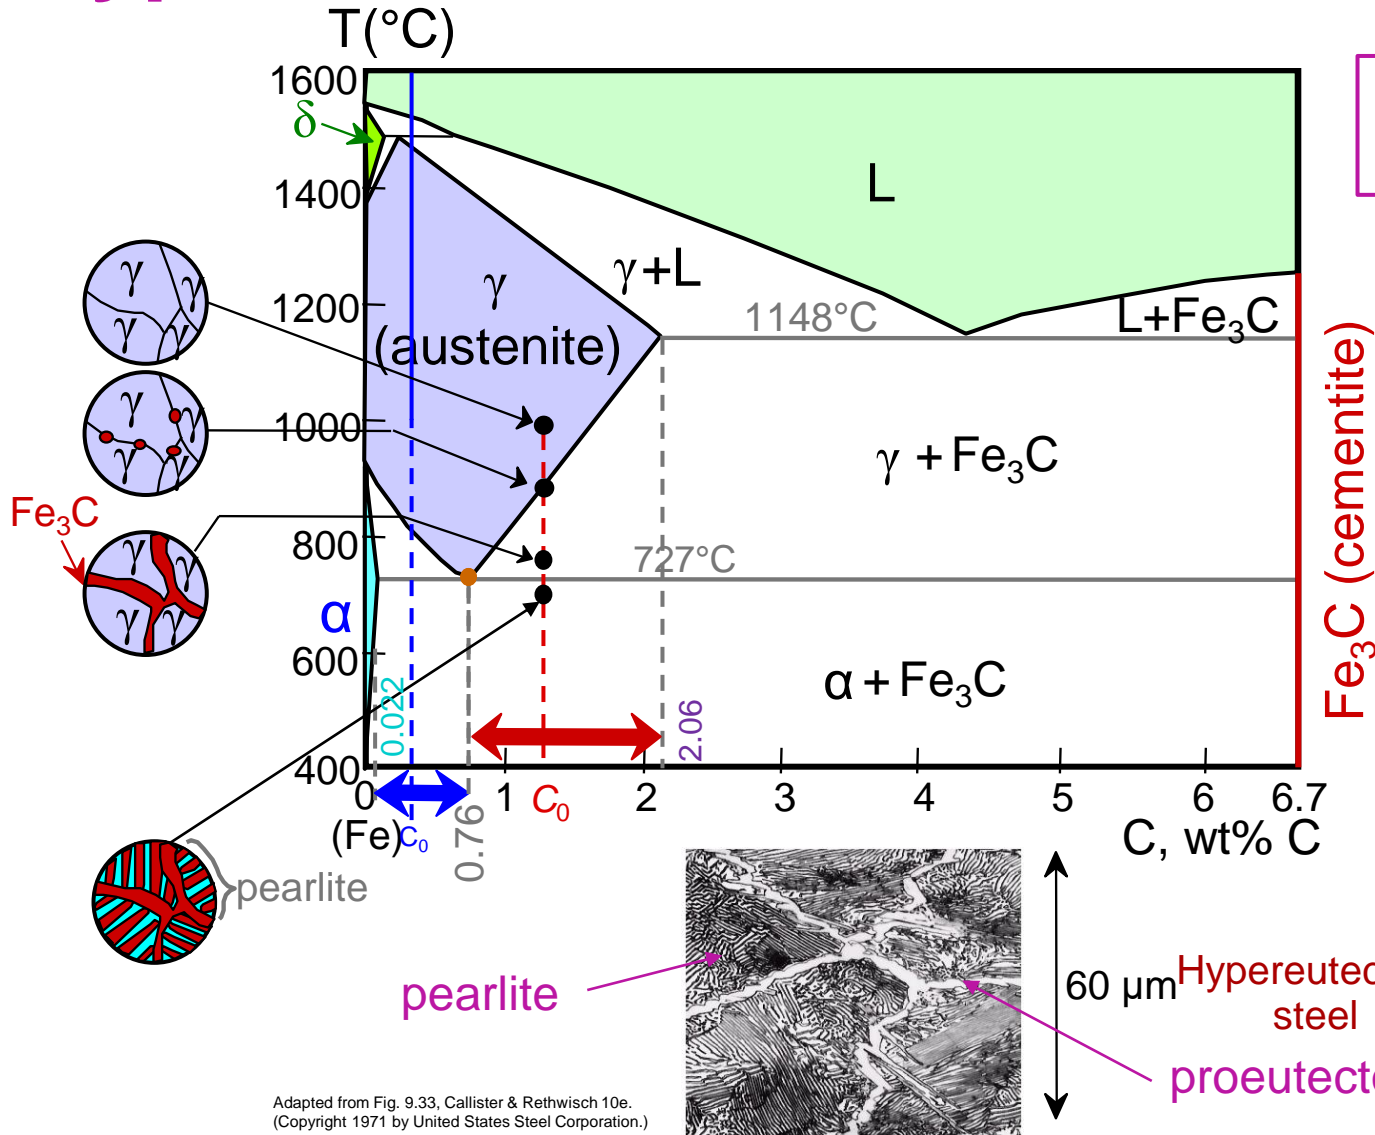 T(°C)
1600
δ
1400
L
γ
γ
γ
γ
γ
(austenite)
γ+L
1200
1148°C
L+Fe₃C
γ
γ
γ
γ
1000
γ + Fe₃C
Fe₃C
γ
γ
γ
γ
800
727°C
Fe₃C (cementite)
α
600
α + Fe₃C
0.022
2.06
400
0
1
C₀
2
3
4
5
6
6.7
(Fe)
C₀
0.76
C, wt% C
pearlite
pearlite
60 μm
steel
Adapted from Fig. 9.33, Callister & Rethwisch 10e.
(Copyright 1971 by United States Steel Corporation.)